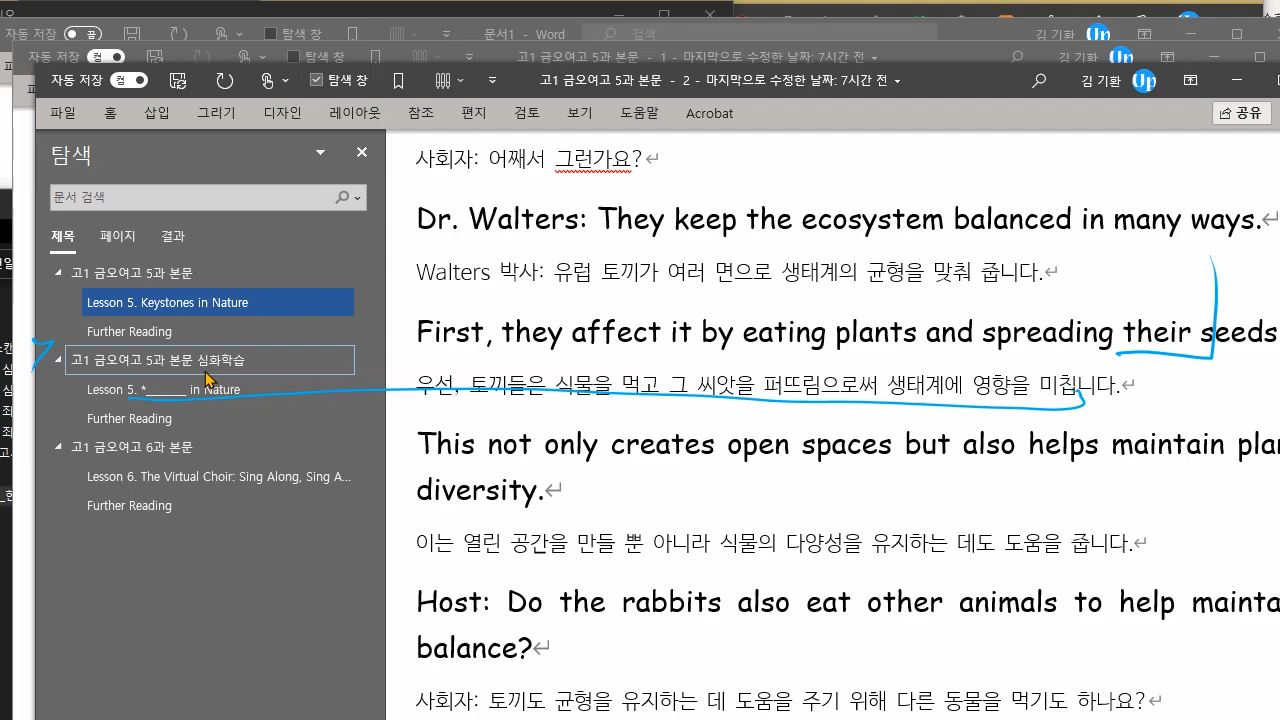 자동 저장 끔 탐색 창 문서1 - Word 검색 김 기환 Up
자동 저장 컴 탐색 창 고1 금오여고 5과 본문 - 2 - 마지막으로 수정한 날짜: 7시간 전 김 기환 Up
자동 저장 컴 탐색 창 고1 금오여고 5과 본문 - 2 - 마지막으로 수정한 날짜: 7시간 전 김 기환 Up
파일 홈 삽입 그리기 디자인 레이아웃 참조 편지 검토 보기 도움말 Acrobat 공유
탐색
문서 검색
제목 페이지 결과
고1 금오여고 5과 본문
Lesson 5. Keystones in Nature
Further Reading
고1 금오여고 5과 본문 심화학습
Lesson 5. *______ in Nature
Further Reading
고1 금오여고 6과 본문
Lesson 6. The Virtual Choir: Sing Along, Sing A...
Further Reading
사회자: 어째서 그런가요?
Dr. Walters: They keep the ecosystem balanced in many ways.
Walters 박사: 유럽 토끼가 여러 면으로 생태계의 균형을 맞춰 줍니다.
First, they affect it by eating plants and spreading their seeds
우선, 토끼들은 식물을 먹고 그 씨앗을 퍼뜨림으로써 생태계에 영향을 미칩니다.
This not only creates open spaces but also helps maintain plan
diversity.
이는 열린 공간을 만들 뿐 아니라 식물의 다양성을 유지하는 데도 도움을 줍니다.
Host: Do the rabbits also eat other animals to help mainta
balance?
사회자: 토끼도 균형을 유지하는 데 도움을 주기 위해 다른 동물을 먹기도 하나요?